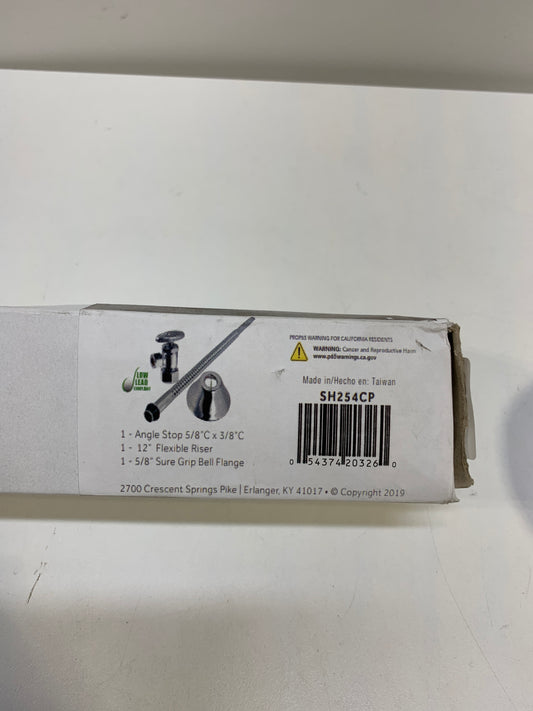 LOW
LEAD
COMPLIANT
1 - Angle Stop 5/8"C x 3/8"C
1 - 12" Flexible Riser
1 - 5/8" Sure Grip Bell Flange
PROP65 WARNING FOR CALIFORNIA RESIDENTS
WARNING: Cancer and Reproductive Harm
www.p65warnings.ca.gov
Made in/Hecho en: Taiwan
SH254CP
0 54374 20326 0
2700 Crescent Springs Pike | Erlanger, KY 41017 • © Copyright 2019